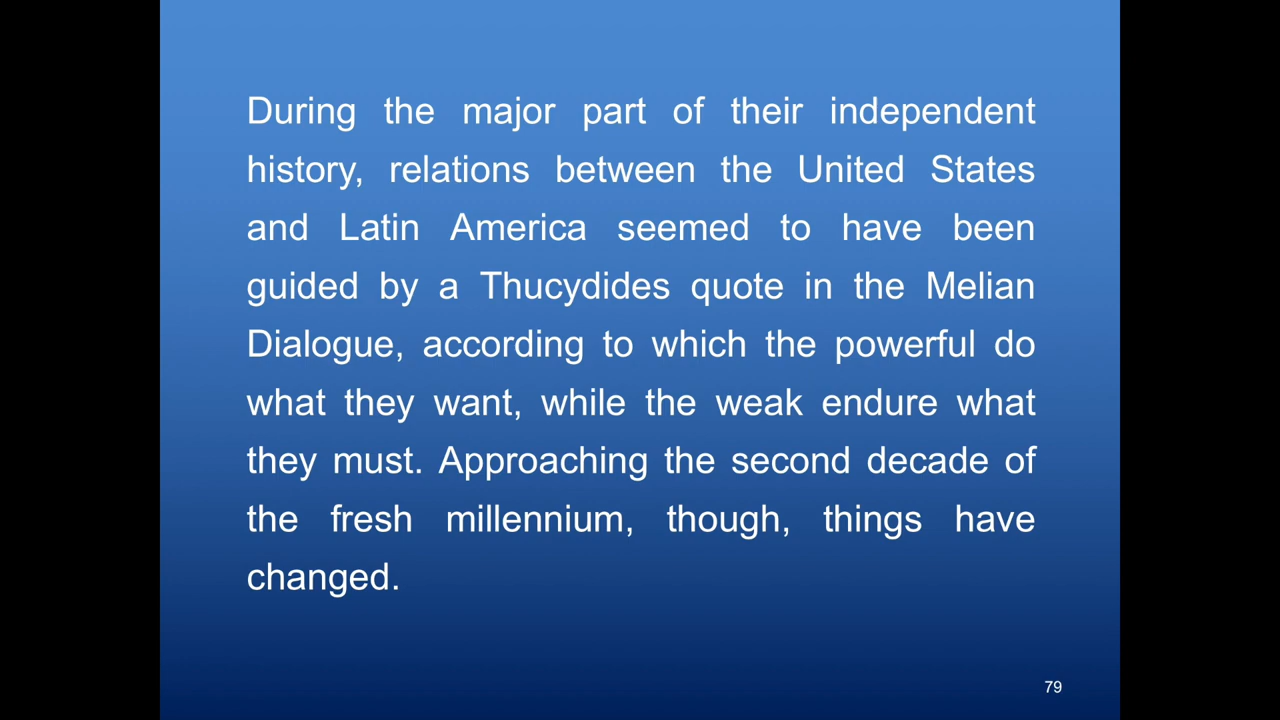 During the major part of their independent
history, relations between the United States
and Latin America seemed to have been
guided by a Thucydides quote in the Melian
Dialogue, according to which the powerful do
what they want, while the weak endure what
they must. Approaching the second decade of
the fresh millennium, though, things have
changed.
79